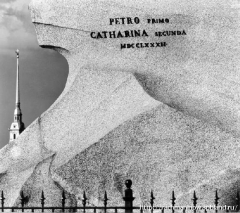 PETRO PRIMO
CATHARINA SECUNDA
MDCCLXXXII